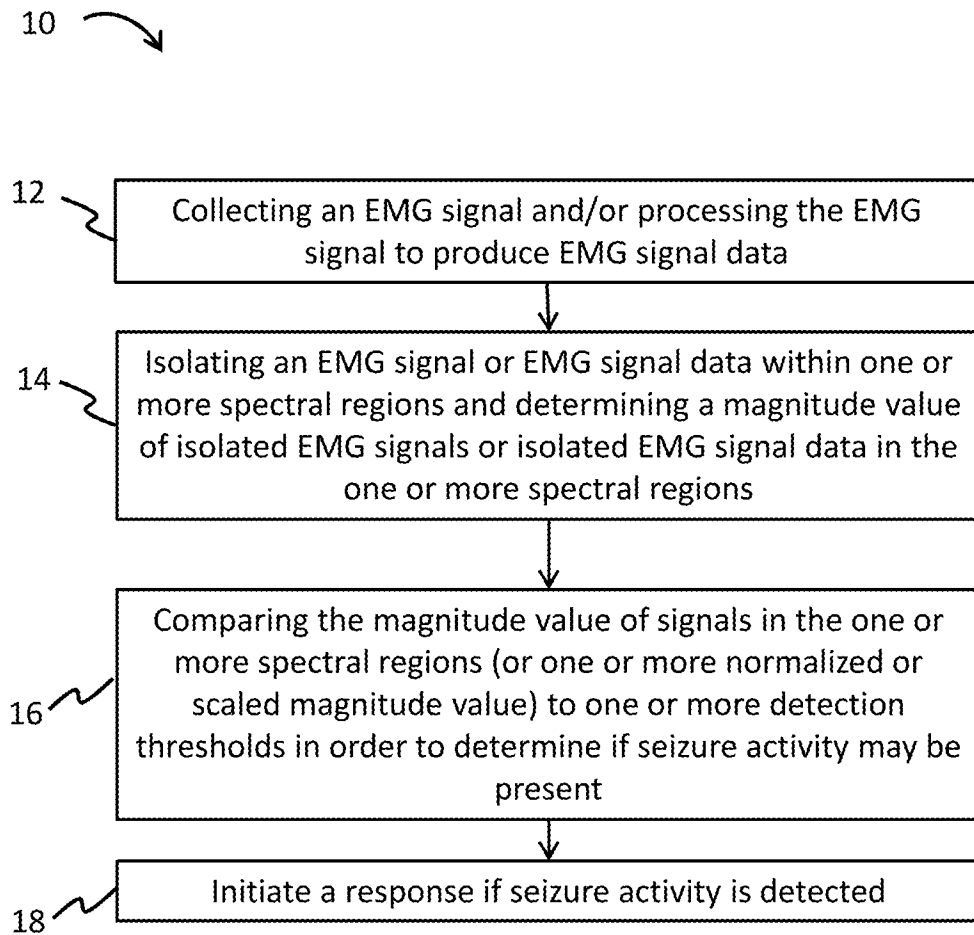 10
12
Collecting an EMG signal and/or processing the EMG
signal to produce EMG signal data
14
Isolating an EMG signal or EMG signal data within one or
more spectral regions and determining a magnitude value
of isolated EMG signals or isolated EMG signal data in the
one or more spectral regions
16
Comparing the magnitude value of signals in the one or
more spectral regions (or one or more normalized or
scaled magnitude value) to one or more detection
thresholds in order to determine if seizure activity may be
present
18
Initiate a response if seizure activity is detected